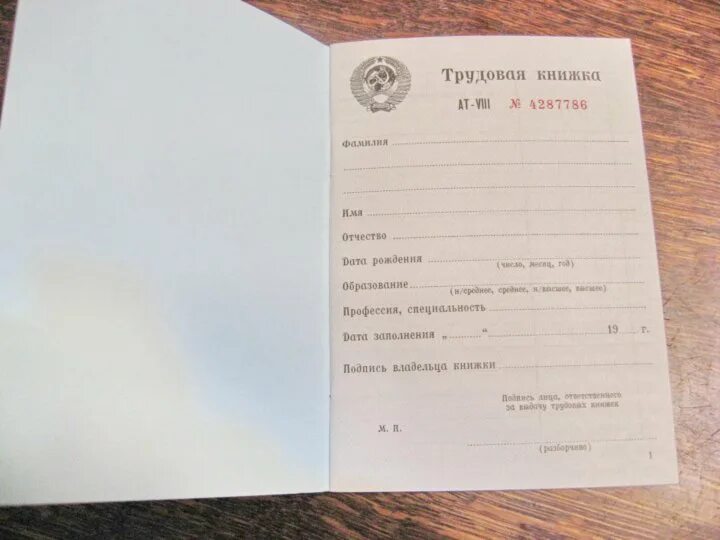 Трудовая книжка
АТ-VIII № 4287786
Фамилия
Имя
Отчество
Дата рождения
(число, месяц, год)
Образование
(н/среднее, среднее, н/высшее, высшее)
Профессия, специальность
Дата заполнения „ “ 19 г.
Подпись владельца книжки
Подпись лица, ответственного
за выдачу трудовых книжек
М. П.
(разборчиво)
1